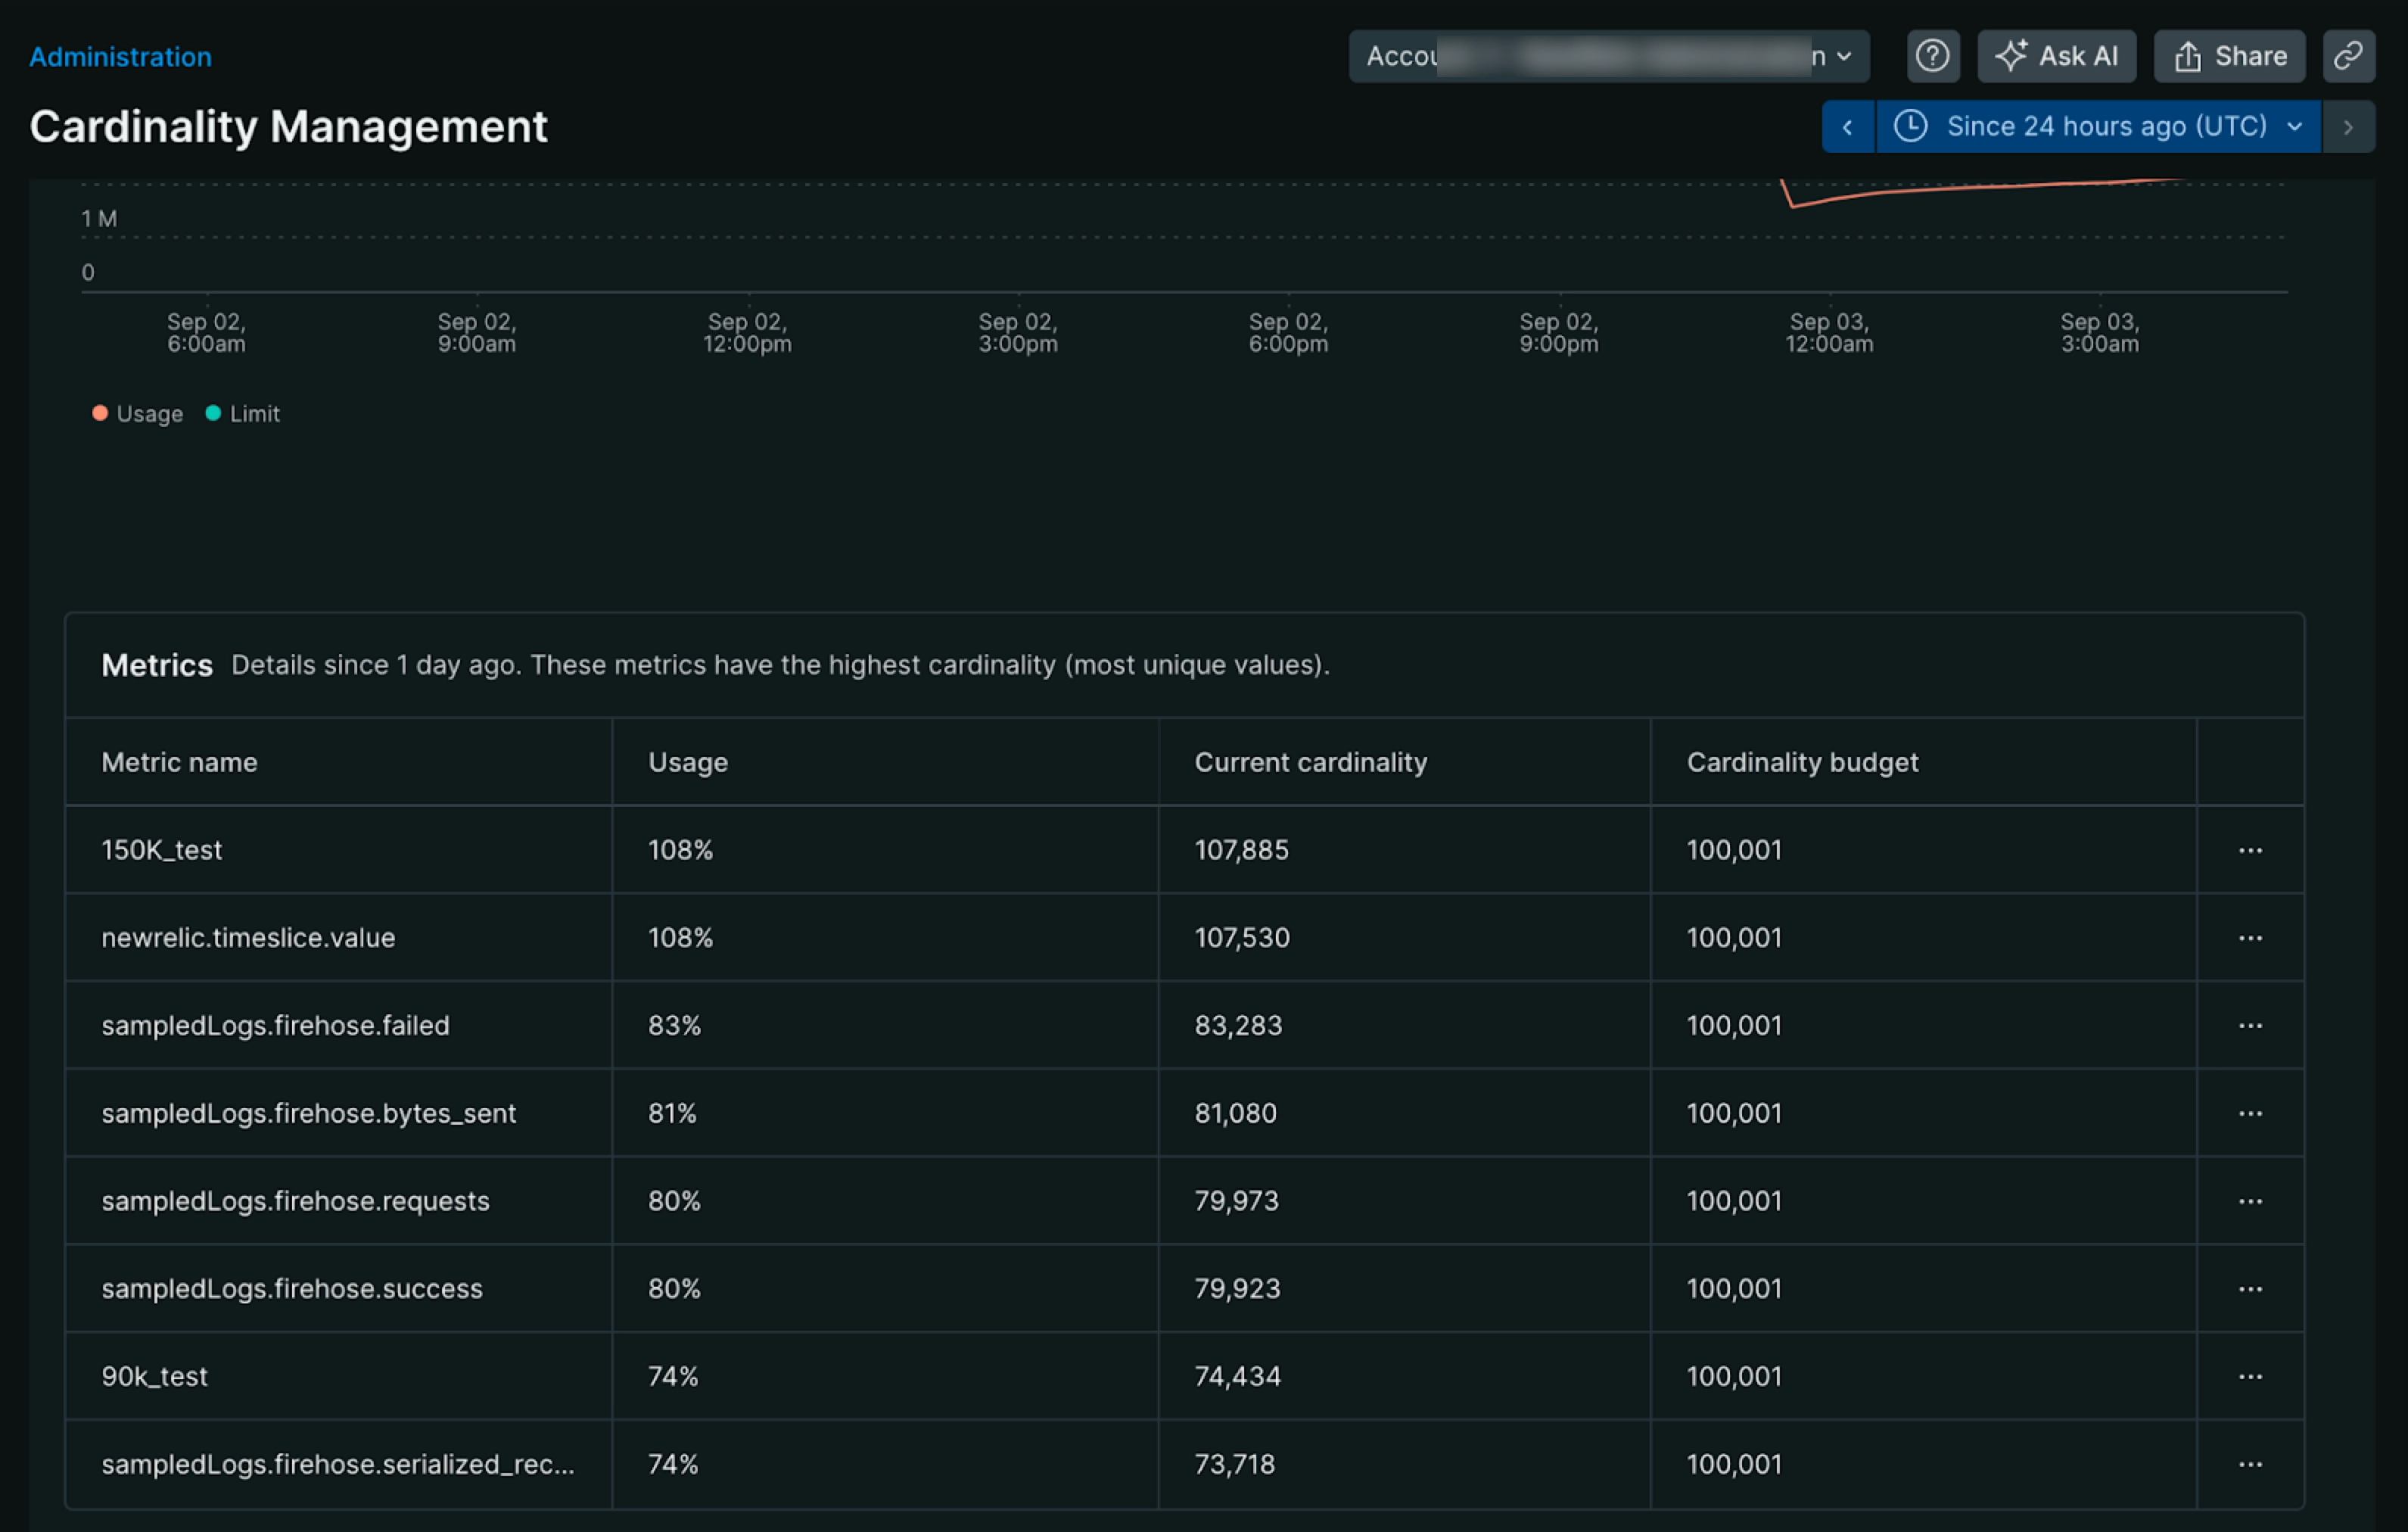 Administration
Ask AI
Share
Cardinality Management
Since 24 hours ago (UTC)
1 M
0
Sep 02,
6:00am
Sep 02,
9:00am
Sep 02,
12:00pm
Sep 02,
3:00pm
Sep 02,
6:00pm
Sep 02,
9:00pm
Sep 03,
12:00am
Sep 03,
3:00am
Usage Limit
Metrics Details since 1 day ago. These metrics have the highest cardinality (most unique values).
Metric name Usage Current cardinality Cardinality budget
150K_test 108% 107,885 100,001 ...
newrelic.timeslice.value 108% 107,530 100,001 ...
sampledLogs.firehose.failed 83% 83,283 100,001 ...
sampledLogs.firehose.bytes_sent 81% 81,080 100,001 ...
sampledLogs.firehose.requests 80% 79,973 100,001 ...
sampledLogs.firehose.success 80% 79,923 100,001 ...
90k_test 74% 74,434 100,001 ...
sampledLogs.firehose.serialized_rec... 74% 73,718 100,001 ...